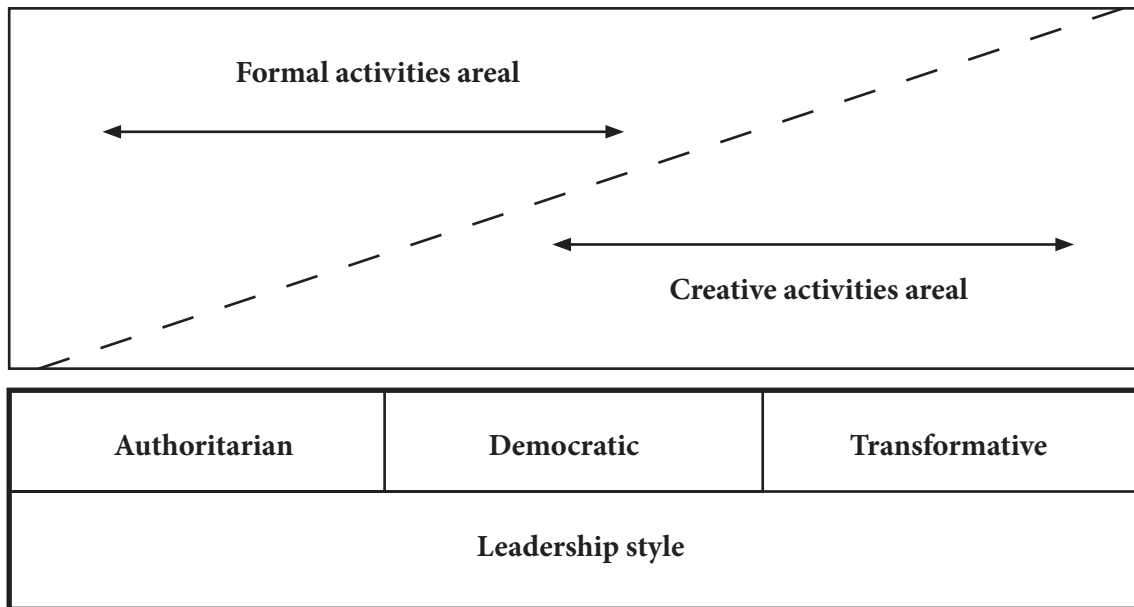 Formal activities areal
Creative activities areal
Authoritarian
Democratic
Transformative
Leadership style